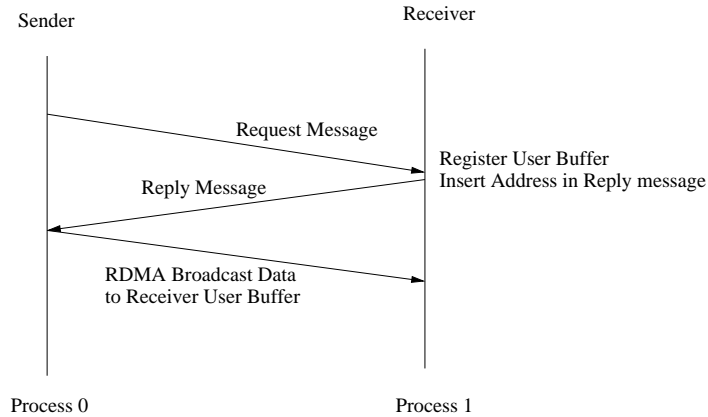 Sender
Receiver
Request Message
Register User Buffer
Insert Address in Reply message
Reply Message
RDMA Broadcast Data
to Receiver User Buffer
Process 0
Process 1